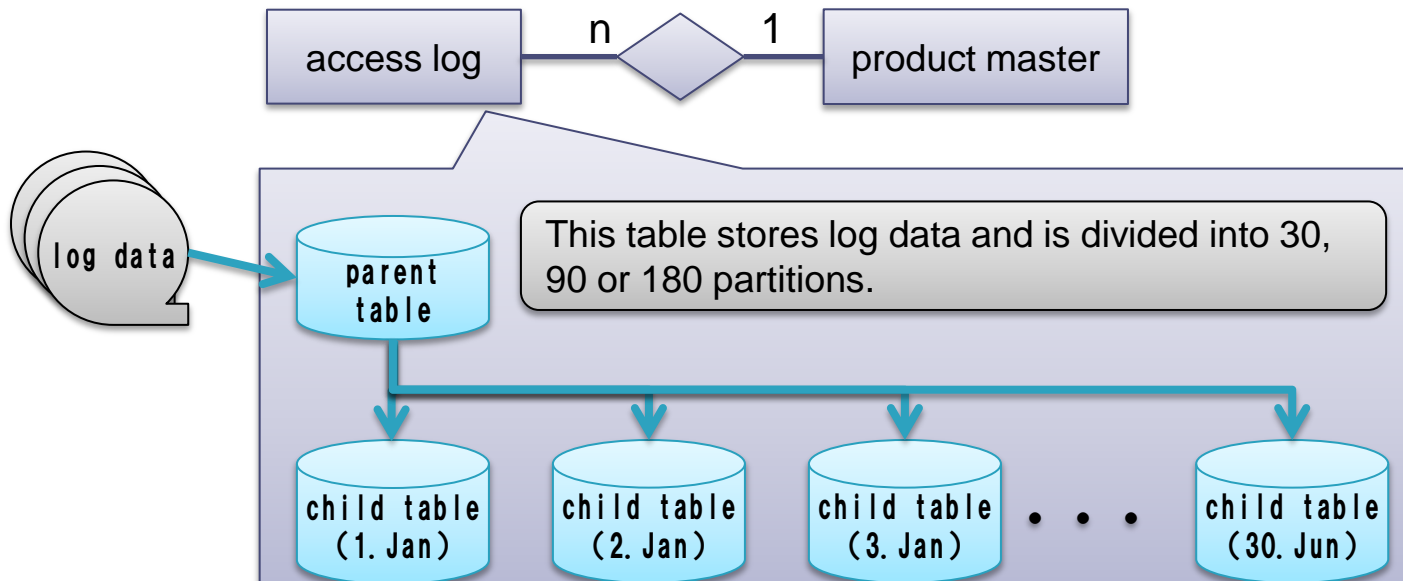 access log
n
1
product master
log data
This table stores log data and is divided into 30,
90 or 180 partitions.
parent
table
child table
(1. Jan)
child table
(2. Jan)
child table
(3. Jan)
• • •
child table
(30. Jun)